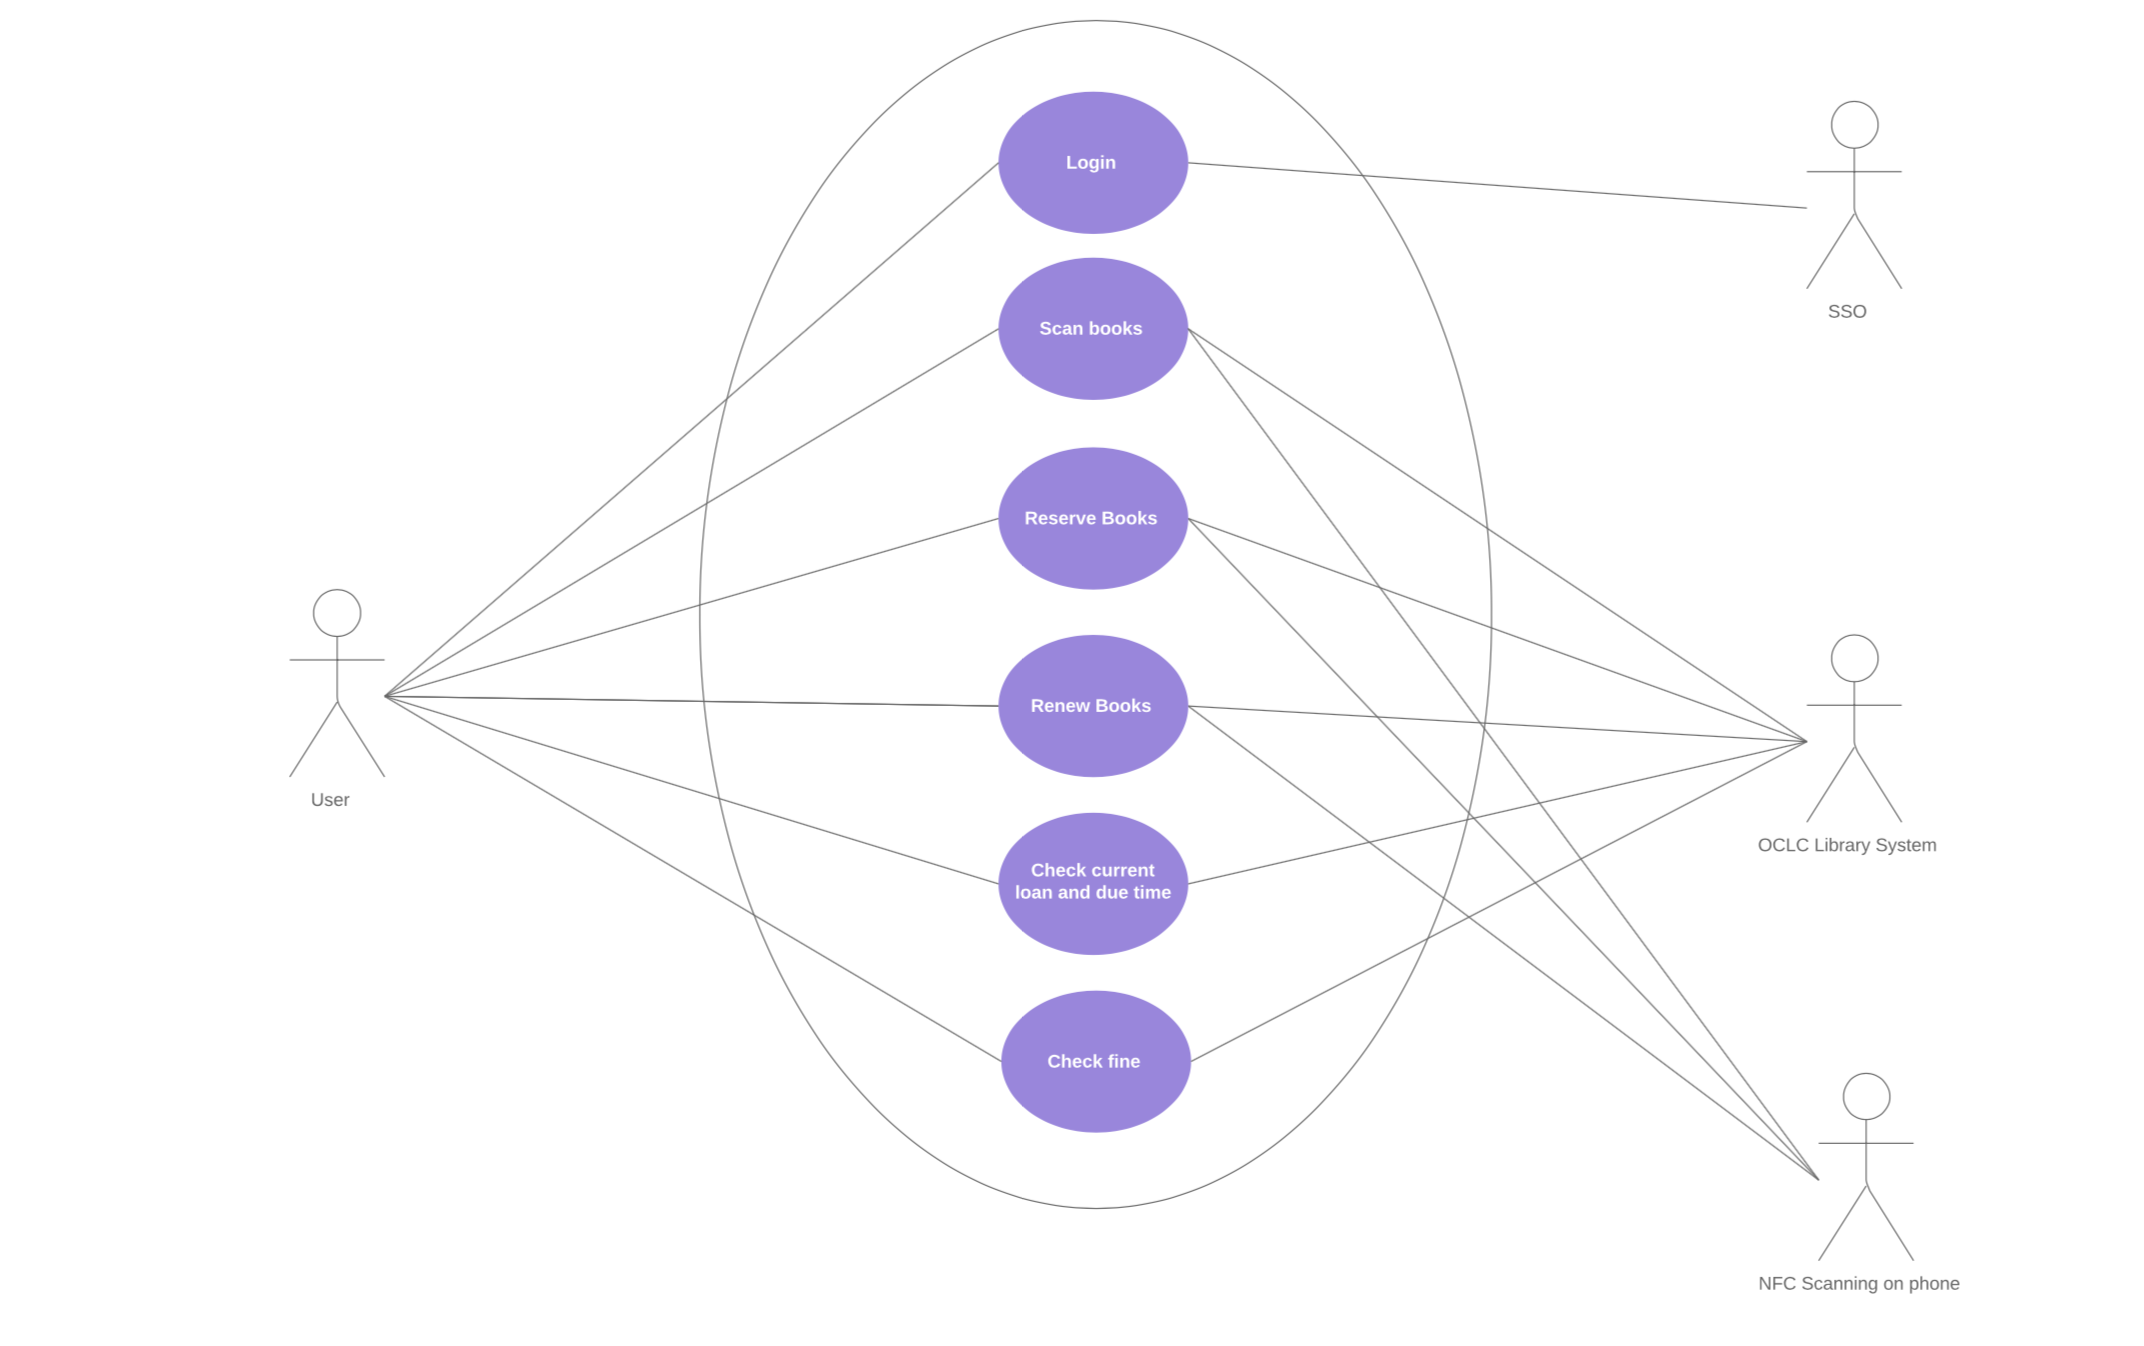 Login
Scan books
Reserve Books
Renew Books
Check current
loan and due time
Check fine
User
SSO
OCLC Library System
NFC Scanning on phone